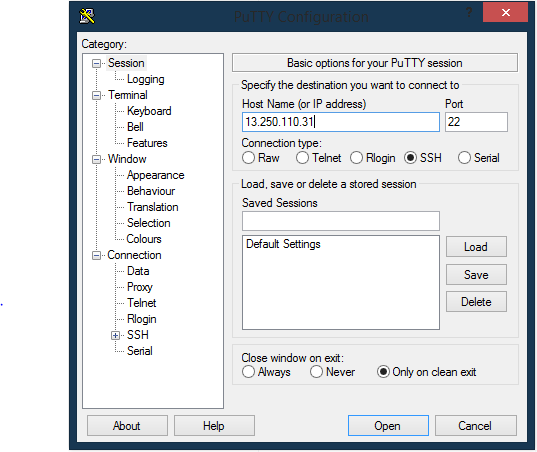 PuTTY Configuration
?
Category:
Session
Logging
Terminal
Keyboard
Bell
Features
Window
Appearance
Behaviour
Translation
Selection
Colours
Connection
Data
Proxy
Telnet
Rlogin
SSH
Serial
Basic options for your PuTTY session
Specify the destination you want to connect to
Host Name (or IP address) Port
13.250.110.31 22
Connection type:
Raw Telnet Rlogin SSH Serial
Load, save or delete a stored session
Saved Sessions
Default Settings
Load
Save
Delete
Close window on exit:
Always Never Only on clean exit
About Help Open Cancel